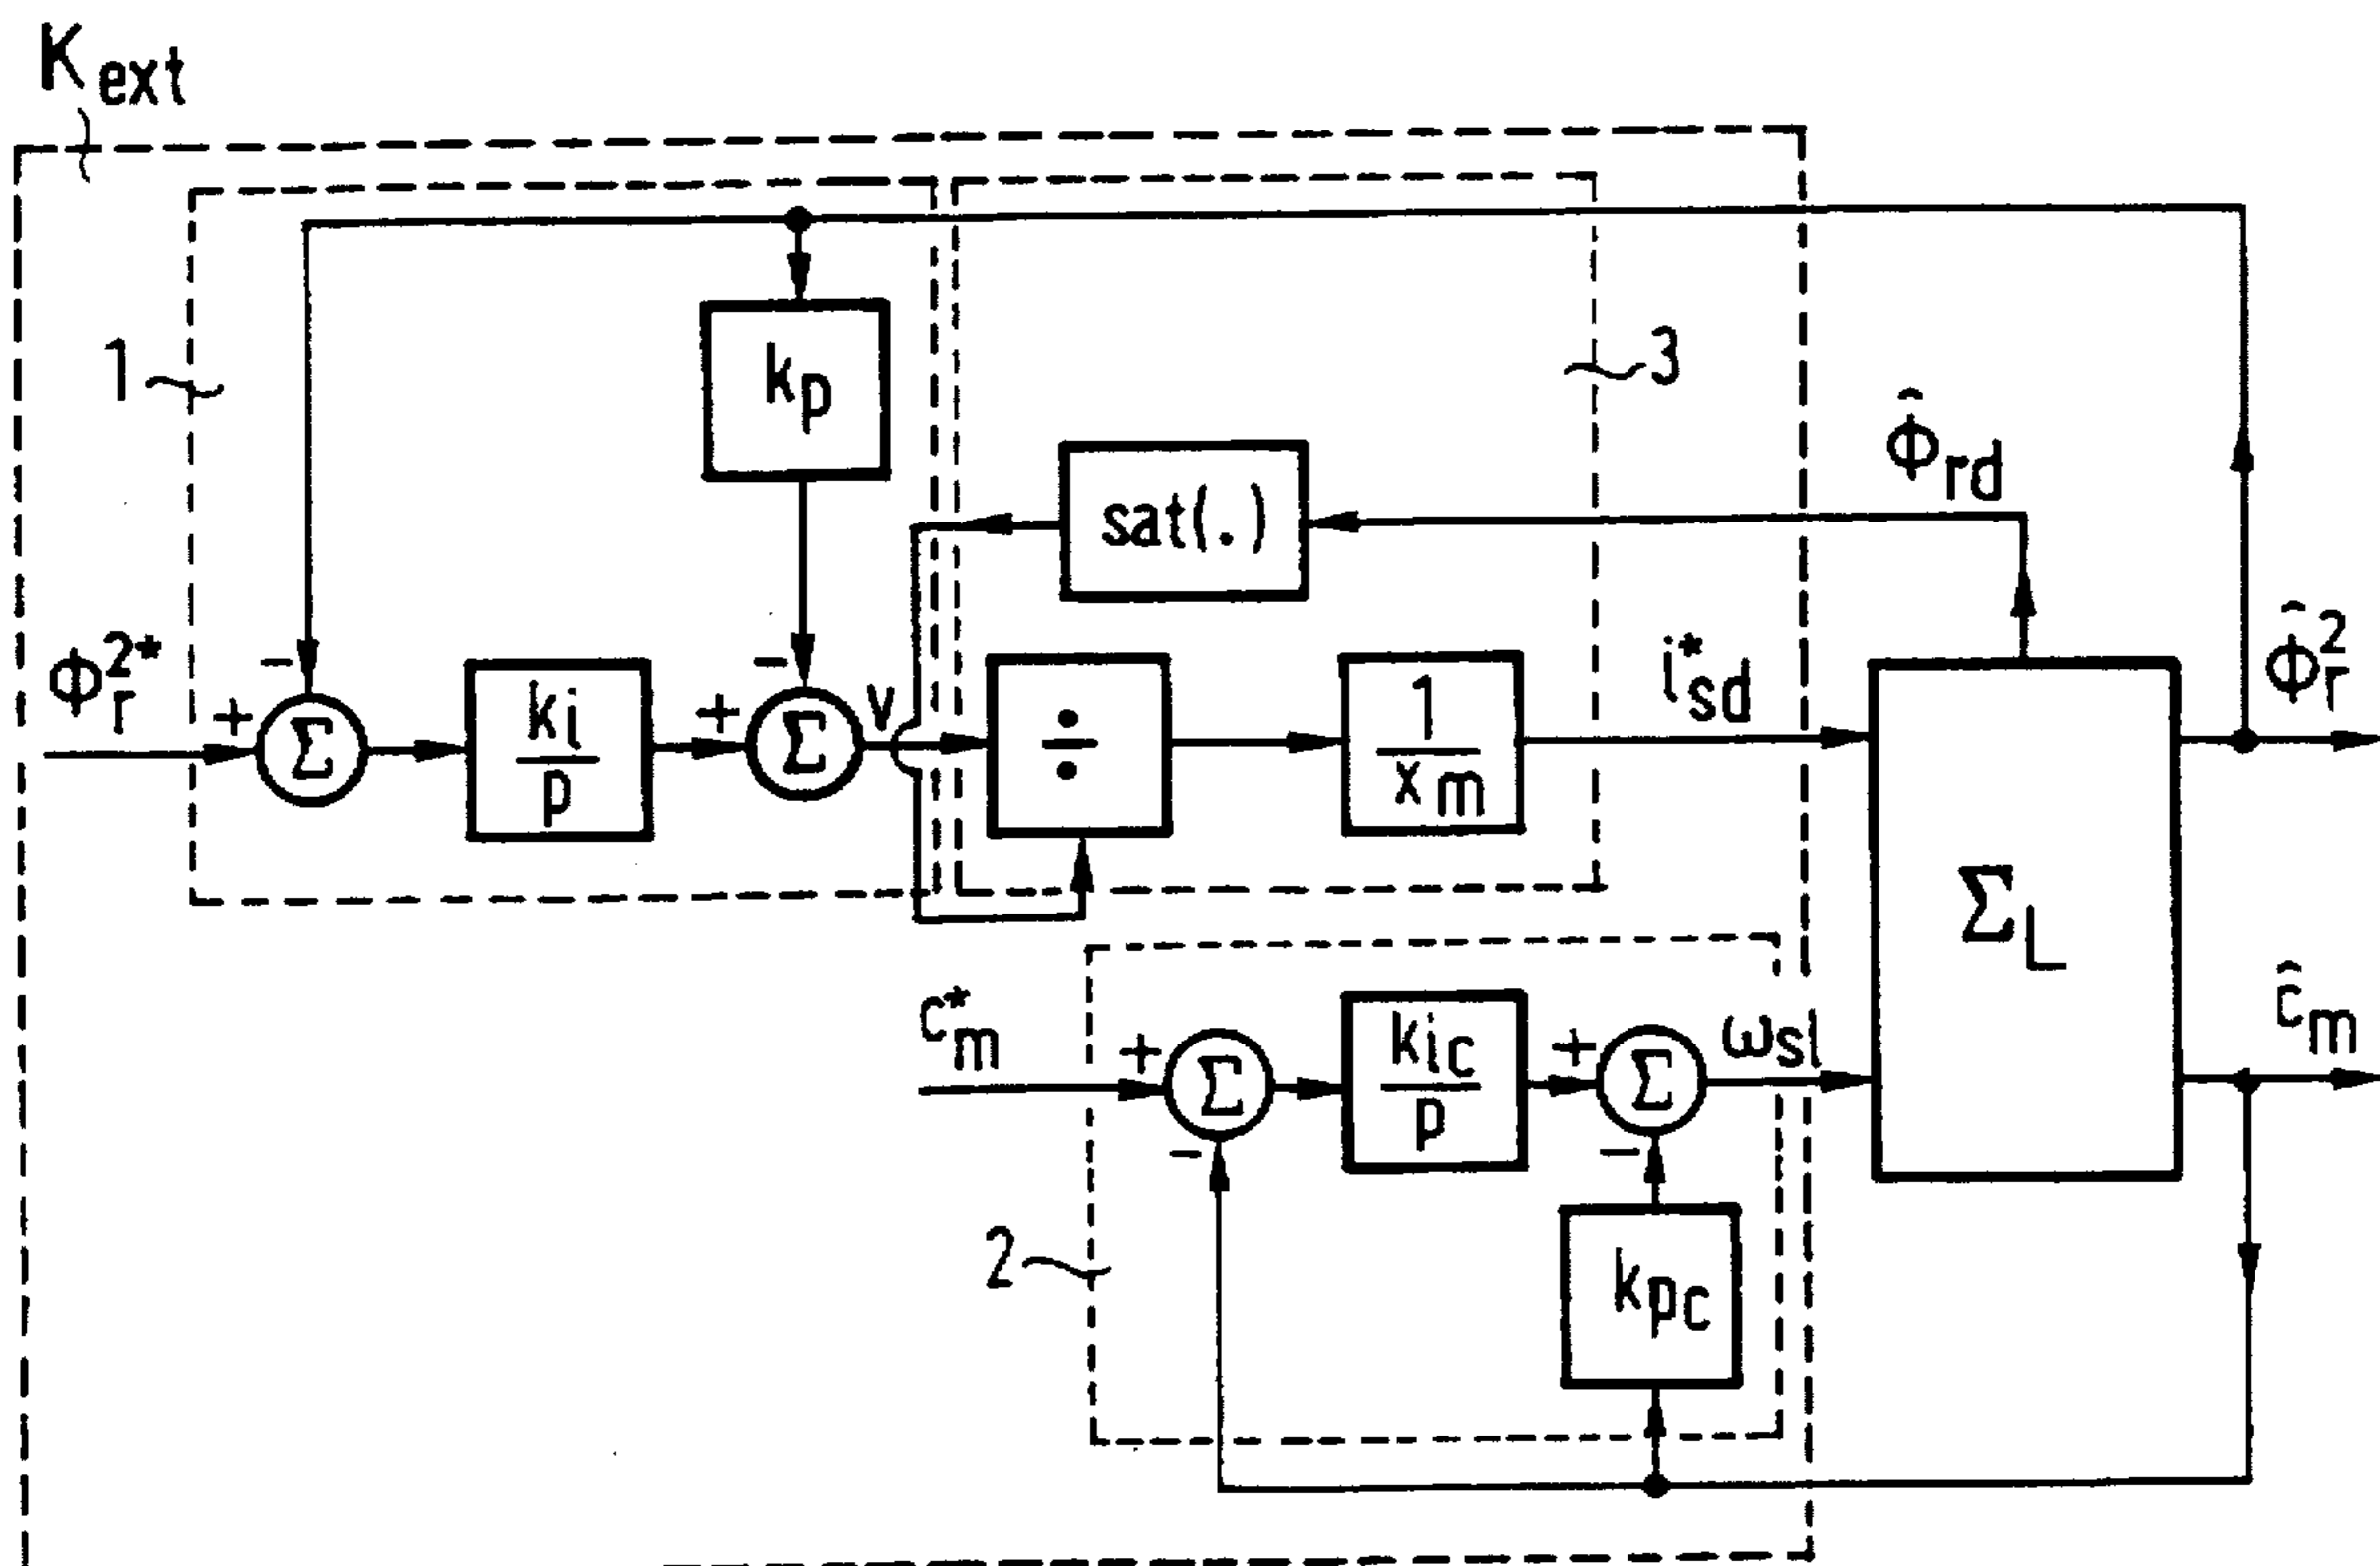 K_ext
1
k_p
3
sat(.)
Φ̂_rd
Φ_r^2*
-
+
Σ
k_i/p
-
+
Σ
v
÷
1/x_m
i*_sd
Φ̂_r^2
Σ_L
c*_m
+
-
Σ
k_ic/p
+
-
Σ
ω_sl
ĉ_m
2
k_pc